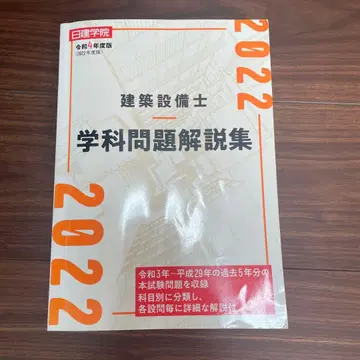 日建学院
令和4年度版
(2022年度版)
2022
建築設備士
学科問題解説集
2022
令和3年-平成29年の過去5年分の
本試験問題を収録
科目別に分類し、
各設問毎に詳細な解説付